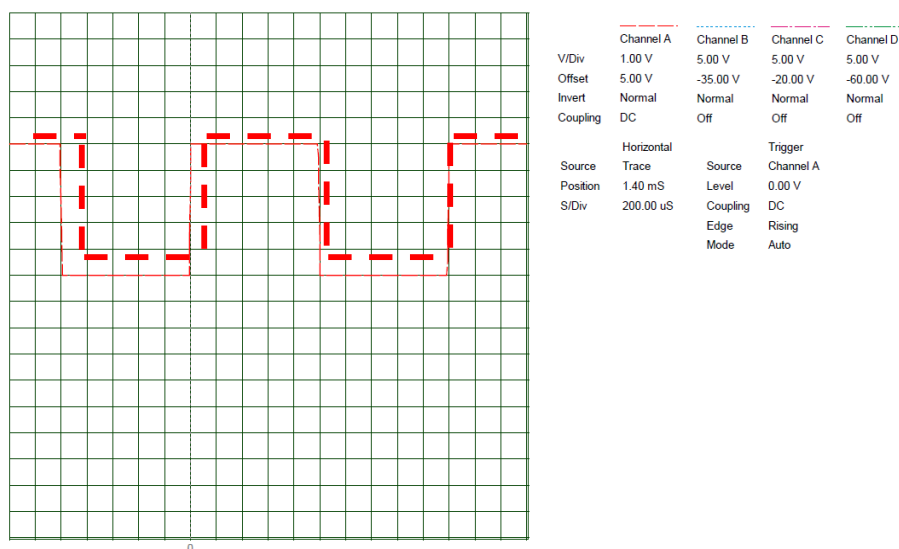 Channel A Channel B Channel C Channel D
V/Div 1.00 V 5.00 V 5.00 V 5.00 V
Offset 5.00 V -35.00 V -20.00 V -60.00 V
Invert Normal Normal Normal Normal
Coupling DC Off Off Off
Horizontal Trigger
Source Trace Source Channel A
Position 1.40 mS Level 0.00 V
S/Div 200.00 uS Coupling DC
Edge Rising
Mode Auto
0